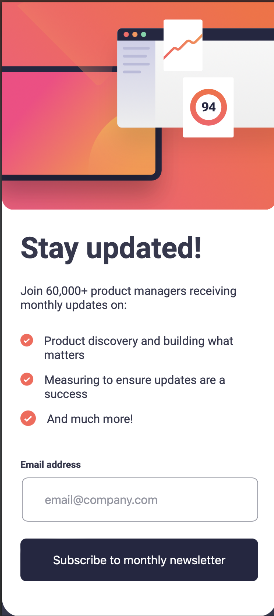 94
Stay updated!
Join 60,000+ product managers receiving
monthly updates on:
Product discovery and building what
matters
Measuring to ensure updates are a
success
And much more!
Email address
email@company.com
Subscribe to monthly newsletter